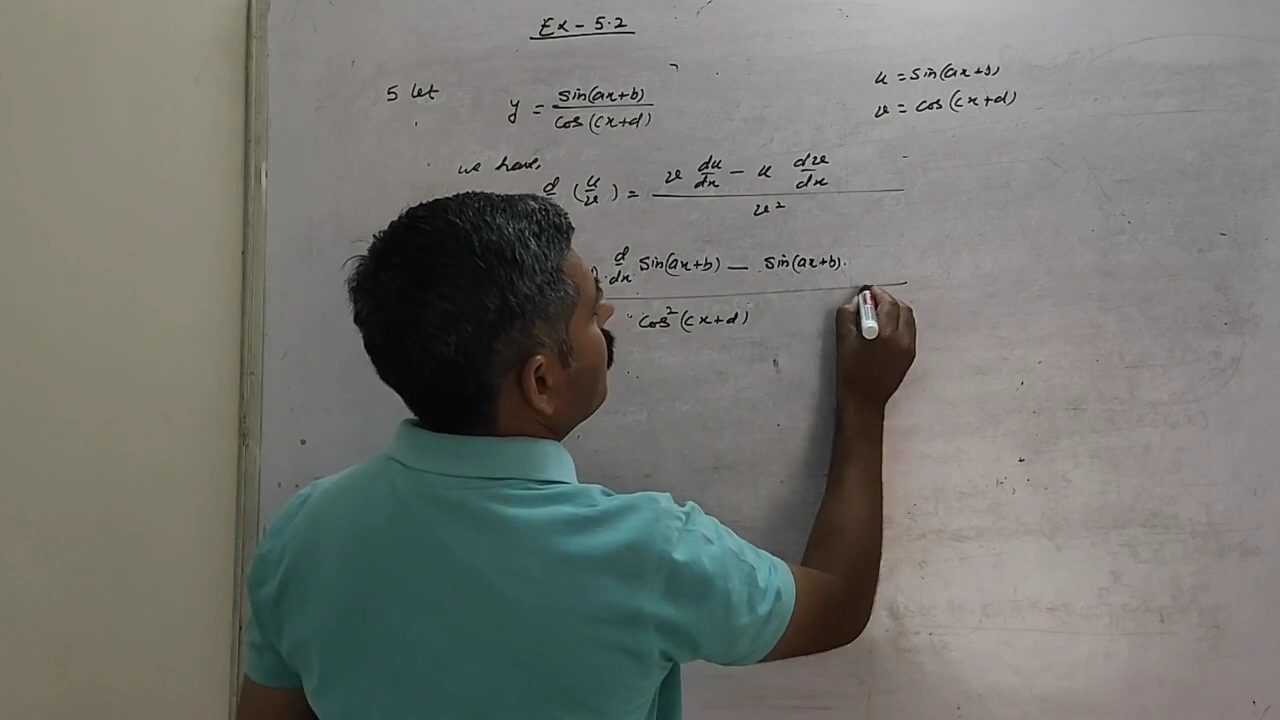 Ex - 5.2
5 let y = sin(ax+b) / cos(cx+d)
u = sin(ax+b)
v = cos(cx+d)
we have,
d (u/v) = (v du/dx - u dv/dx) / v²
d/dx sin(ax+b) - sin(ax+b).
cos²(cx+d)